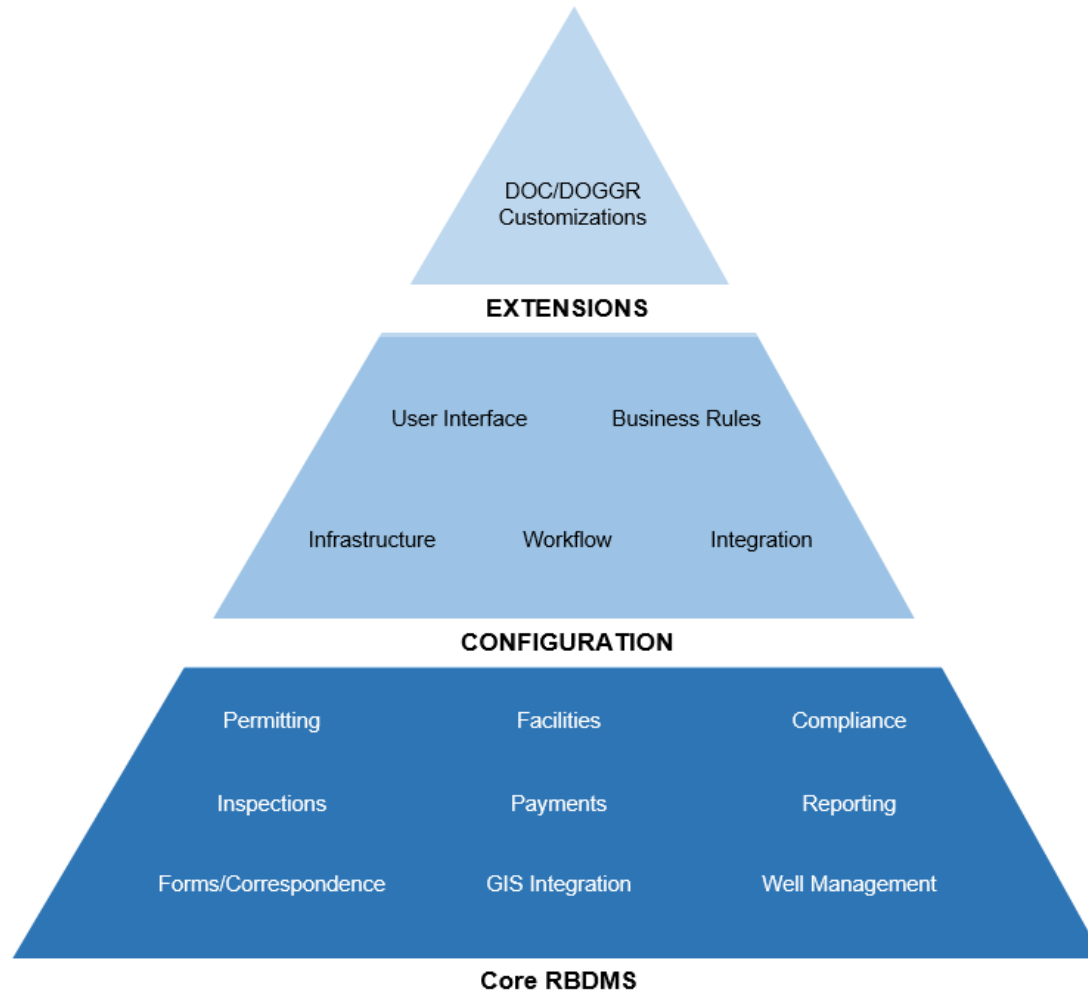 DOC/DOGGR
Customizations
EXTENSIONS
User Interface Business Rules
Infrastructure Workflow Integration
CONFIGURATION
Permitting Facilities Compliance
Inspections Payments Reporting
Forms/Correspondence GIS Integration Well Management
Core RBDMS